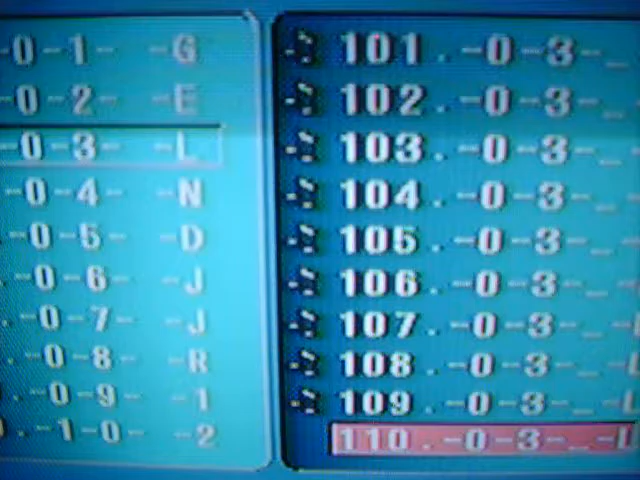 -0-1- -G
-0-2- -E
-0-3- -L
-0-4- -N
-0-5- -D
-0-6- -J
.-0-7- -J
.-0-8- -R
.-0-9- -1
.-1-0- -2
101.-0-3-_
102.-0-3-_
103.-0-3-_-
104.-0-3-_-
105.-0-3-_-
106.-0-3-_-
107.-0-3-_-L
108.-0-3-_-L
109.-0-3-_-L
110.-0-3-_-L